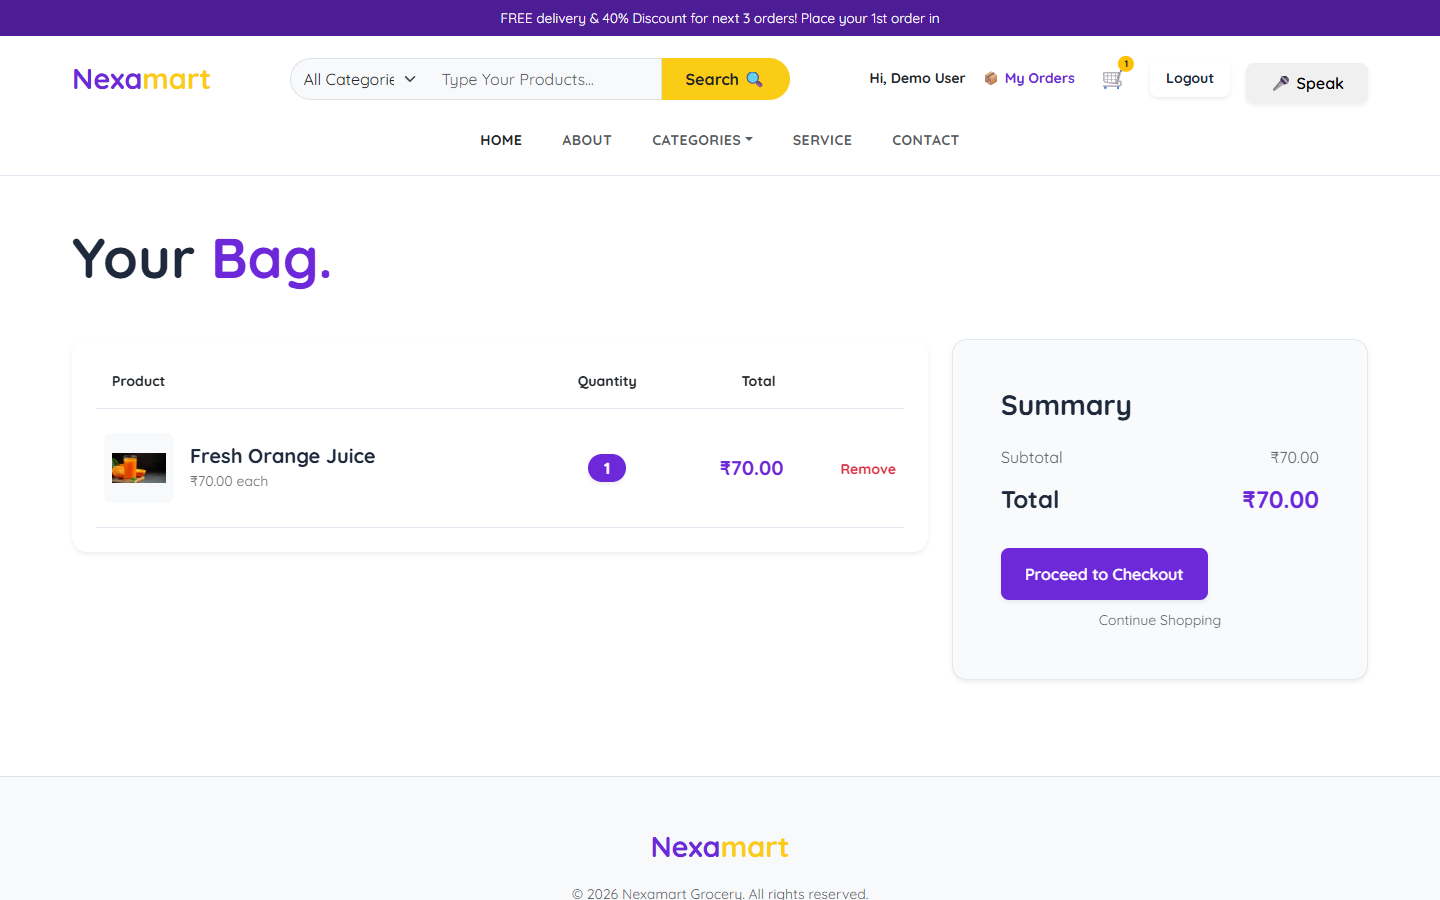 FREE delivery & 40% Discount for next 3 orders! Place your 1st order in
Nexamart
All Categorie
Type Your Products...
Search
Hi, Demo User
My Orders
1
Logout
Speak
HOME
ABOUT
CATEGORIES
SERVICE
CONTACT
Your Bag.
Product
Quantity
Total
Fresh Orange Juice
₹70.00 each
1
₹70.00
Remove
Summary
Subtotal
₹70.00
Total
₹70.00
Proceed to Checkout
Continue Shopping
Nexamart
© 2026 Nexamart Grocery. All rights reserved.